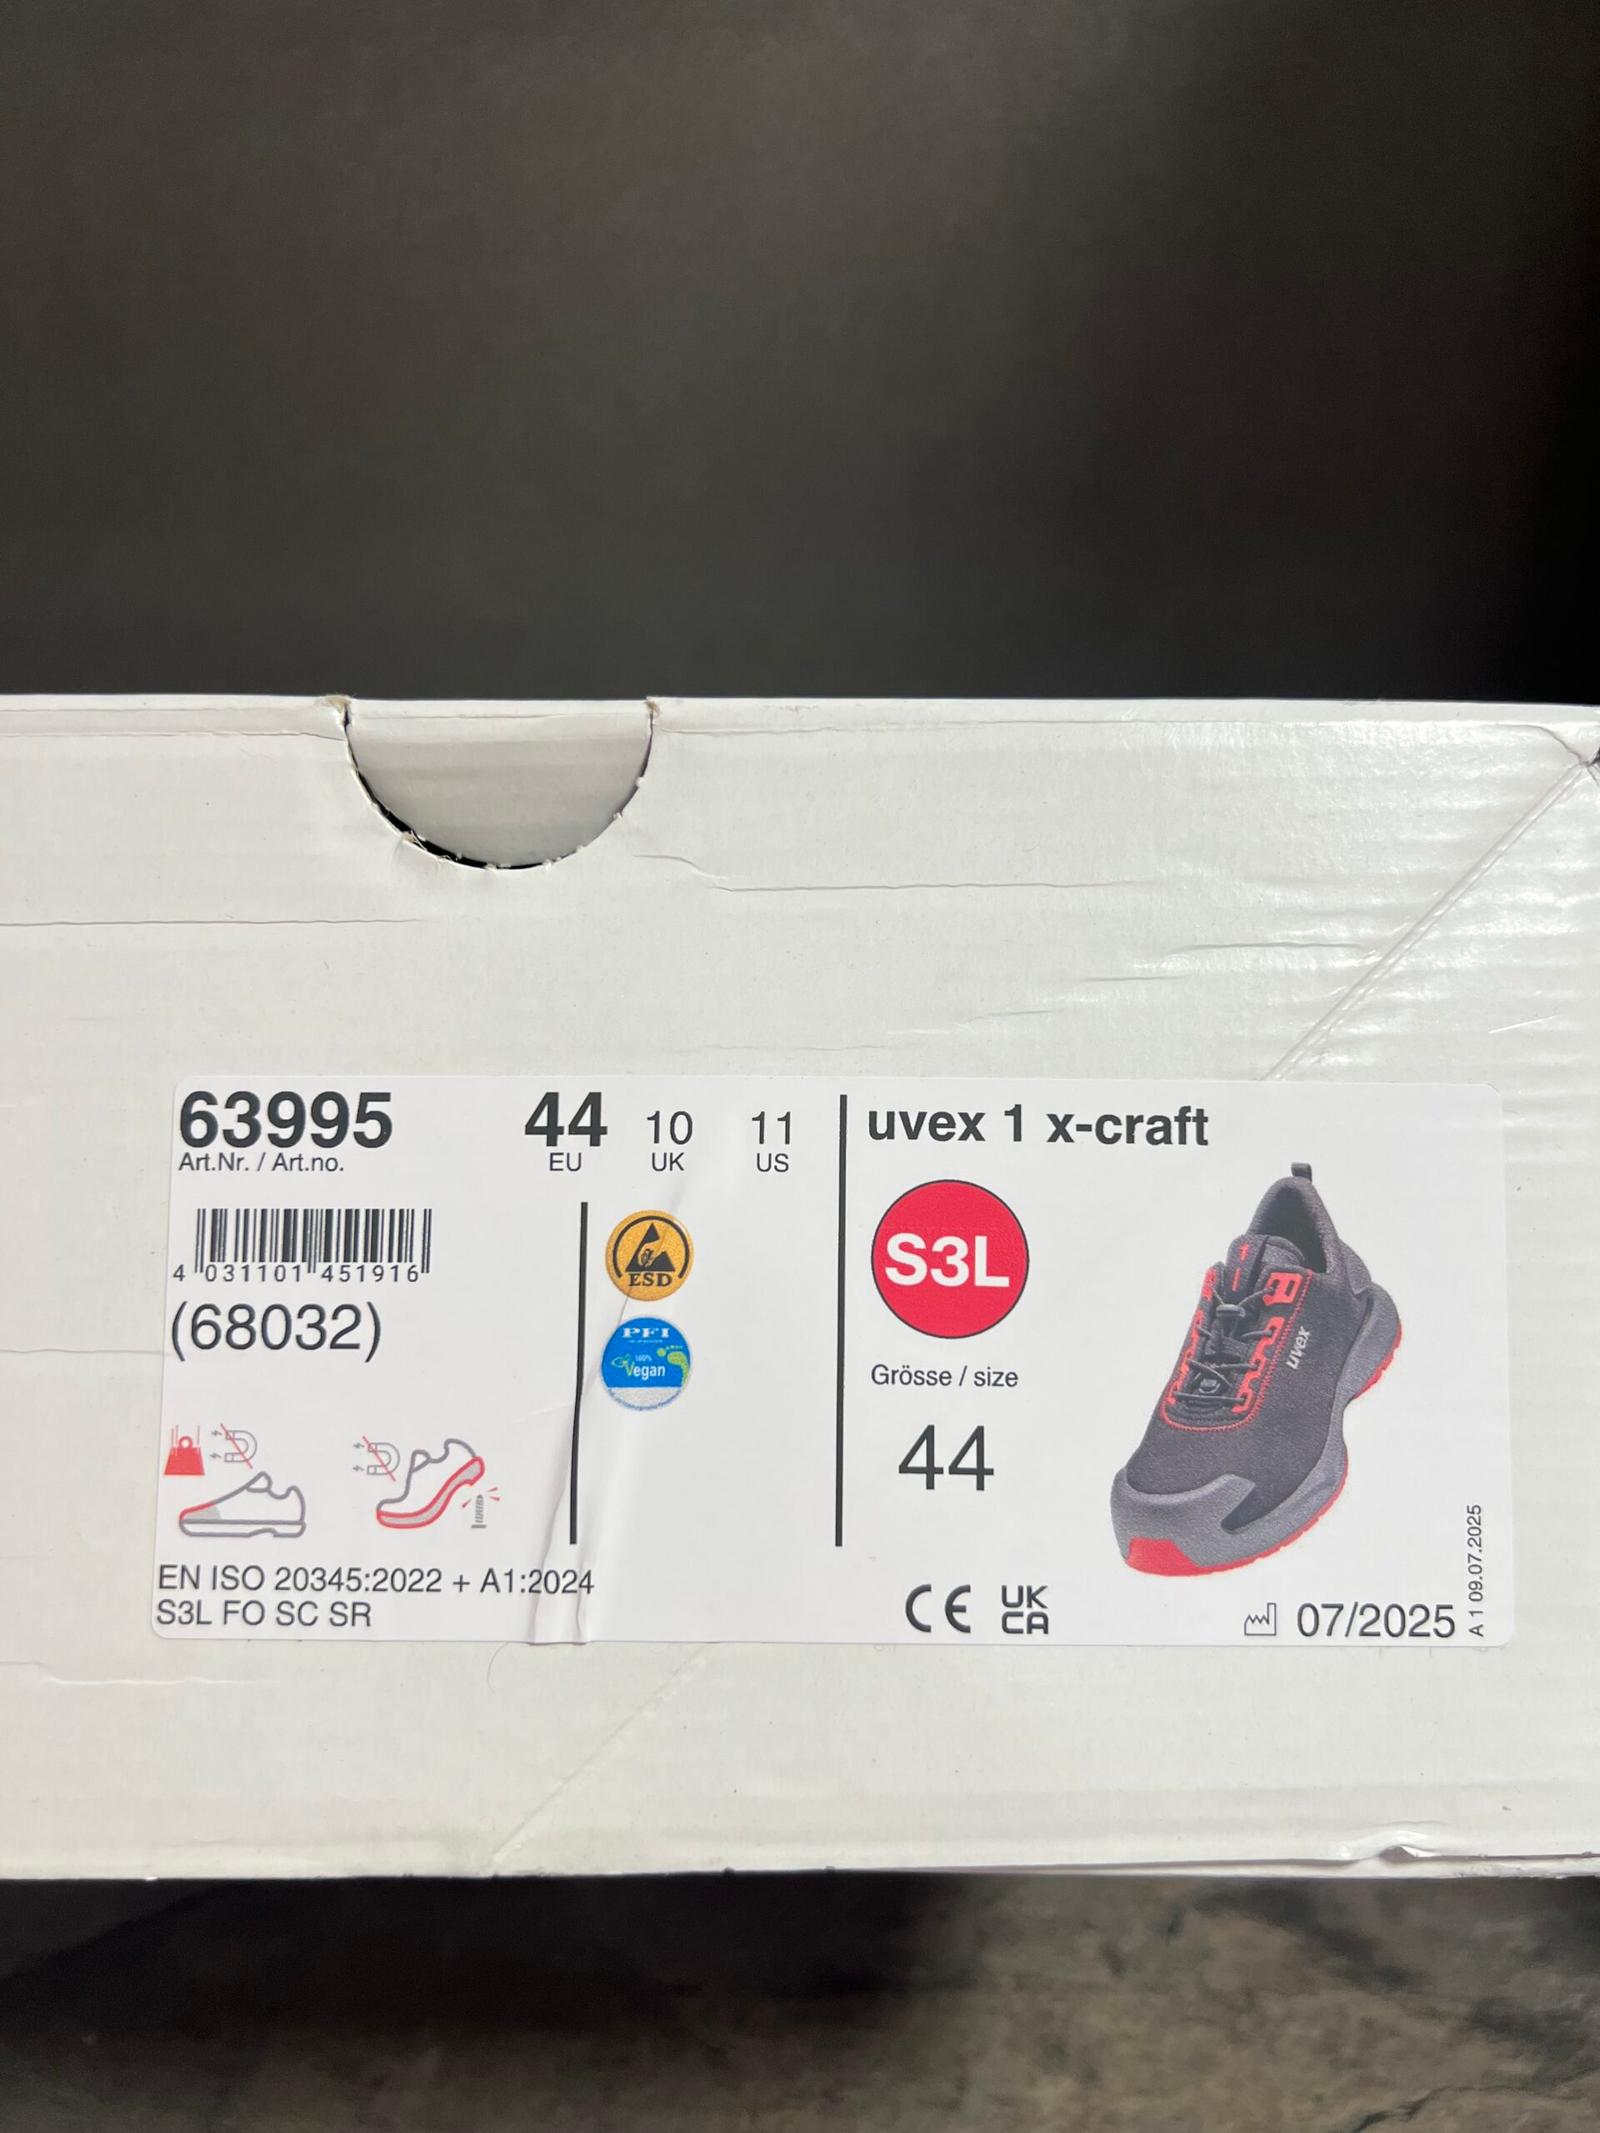 63995
Art.Nr. / Art.no.
44
EU
10
UK
11
US
4 031101 451916
(68032)
ESD
PFI
100%
Vegan
EN ISO 20345:2022 + A1:2024
S3L FO SC SR
uvex 1 x-craft
S3L
Grösse / size
44
1
uvex
CE
UK
CA
07/2025
A 1 09.07.2025